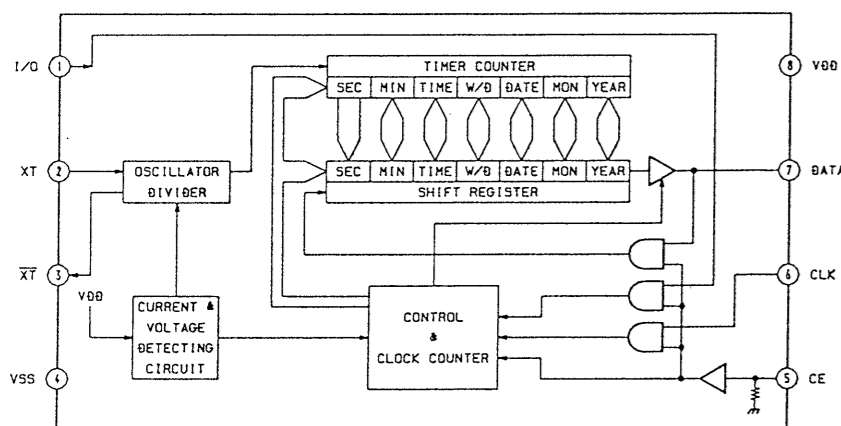 I/O
1
XT
2
XT
3
VSS
4
VDD
8
DATA
7
CLK
6
CE
5
TIMER COUNTER
SEC MIN TIME W/D DATE MON YEAR
SEC MIN TIME W/D DATE MON YEAR
SHIFT REGISTER
OSCILLATOR
DIVIDER
VDD
CURRENT &
VOLTAGE
DETECTING
CIRCUIT
CONTROL
&
CLOCK COUNTER